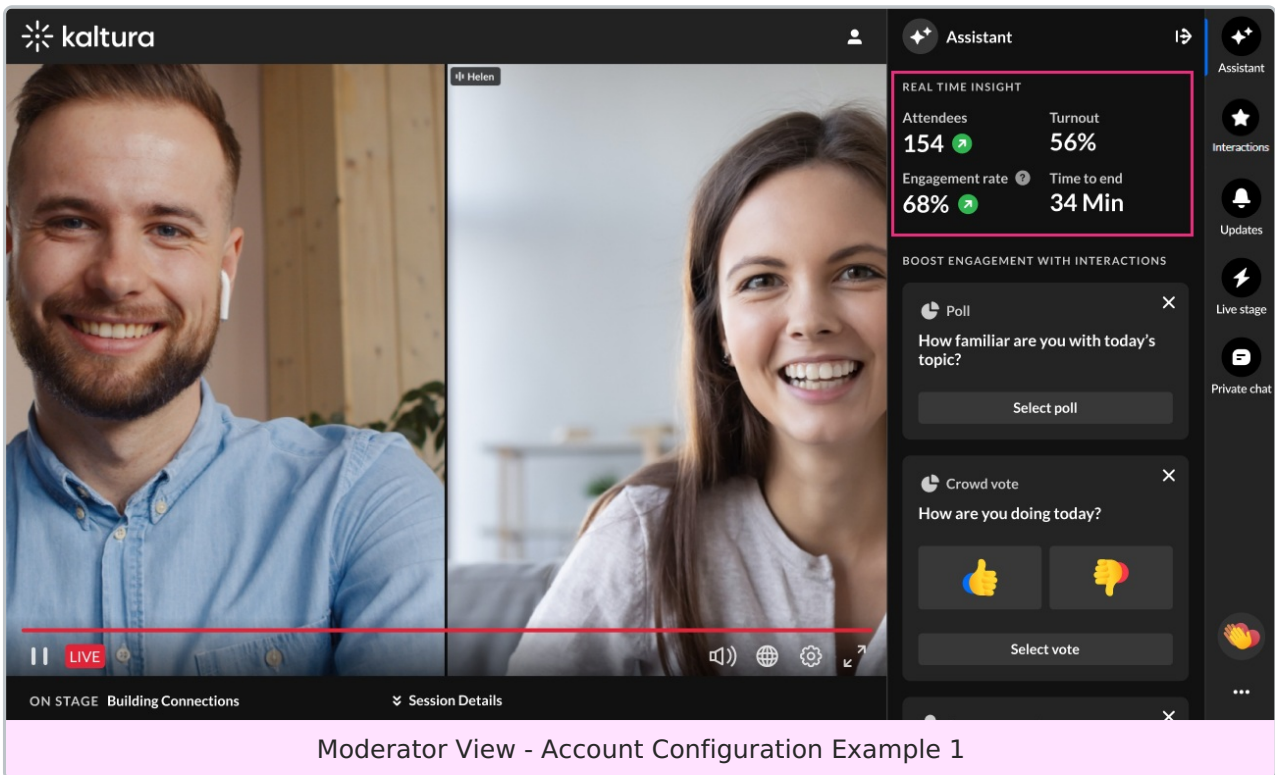 kaltura
Helen
LIVE
ON STAGE Building Connections
Session Details
Assistant
REAL TIME INSIGHT
Attendees
Turnout
154
56%
Engagement rate ?
Time to end
68%
34 Min
BOOST ENGAGEMENT WITH INTERACTIONS
Poll
How familiar are you with today's
topic?
Select poll
Crowd vote
How are you doing today?
Select vote
Assistant
Interactions
Updates
Live stage
Private chat
Moderator View - Account Configuration Example 1